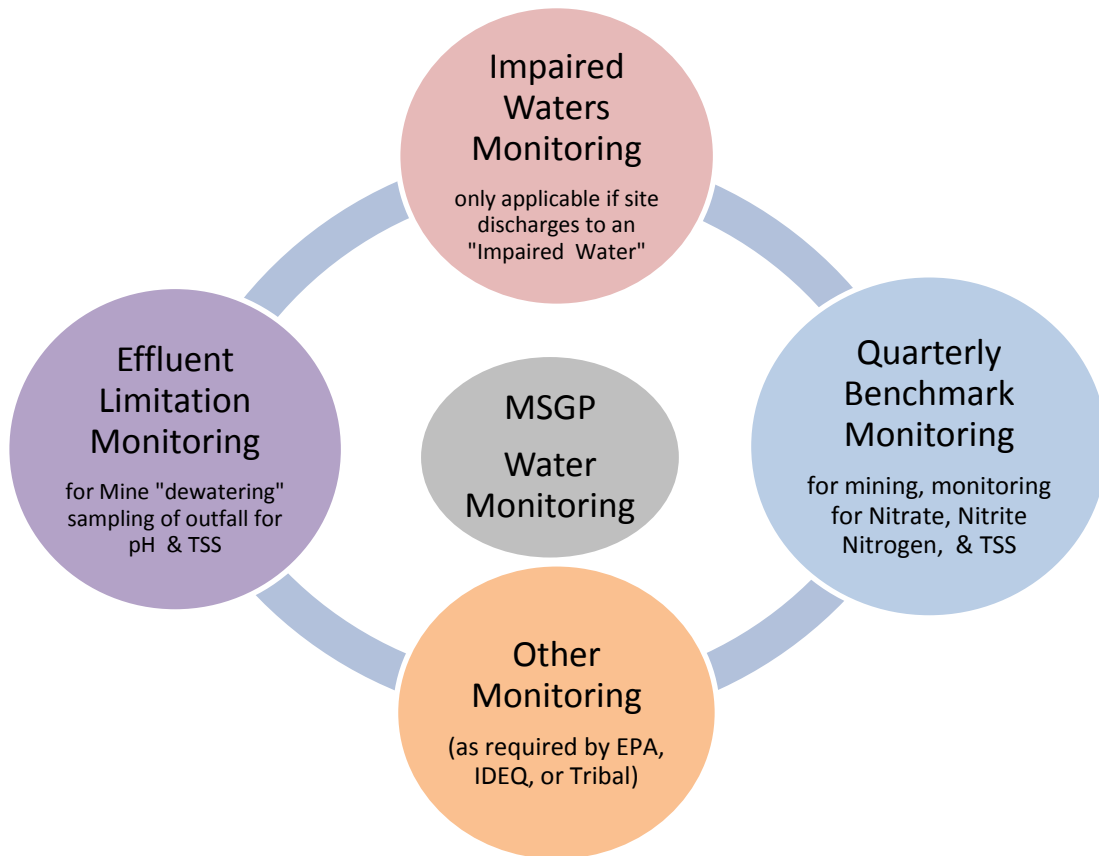 Impaired
Waters
Monitoring
only applicable if site
discharges to an
"Impaired Water"
Effluent
Limitation
Monitoring
for Mine "dewatering"
sampling of outfall for
pH & TSS
MSGP
Water
Monitoring
Quarterly
Benchmark
Monitoring
for mining, monitoring
for Nitrate, Nitrite
Nitrogen, & TSS
Other
Monitoring
(as required by EPA,
IDEQ, or Tribal)